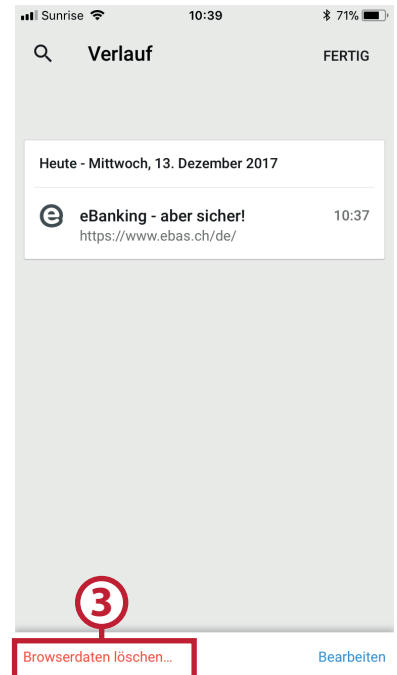 Sunrise 10:39 71%
Verlauf FERTIG
Heute - Mittwoch, 13. Dezember 2017
eBanking - aber sicher! 10:37
https://www.ebas.ch/de/
3
Browserdaten löschen... Bearbeiten